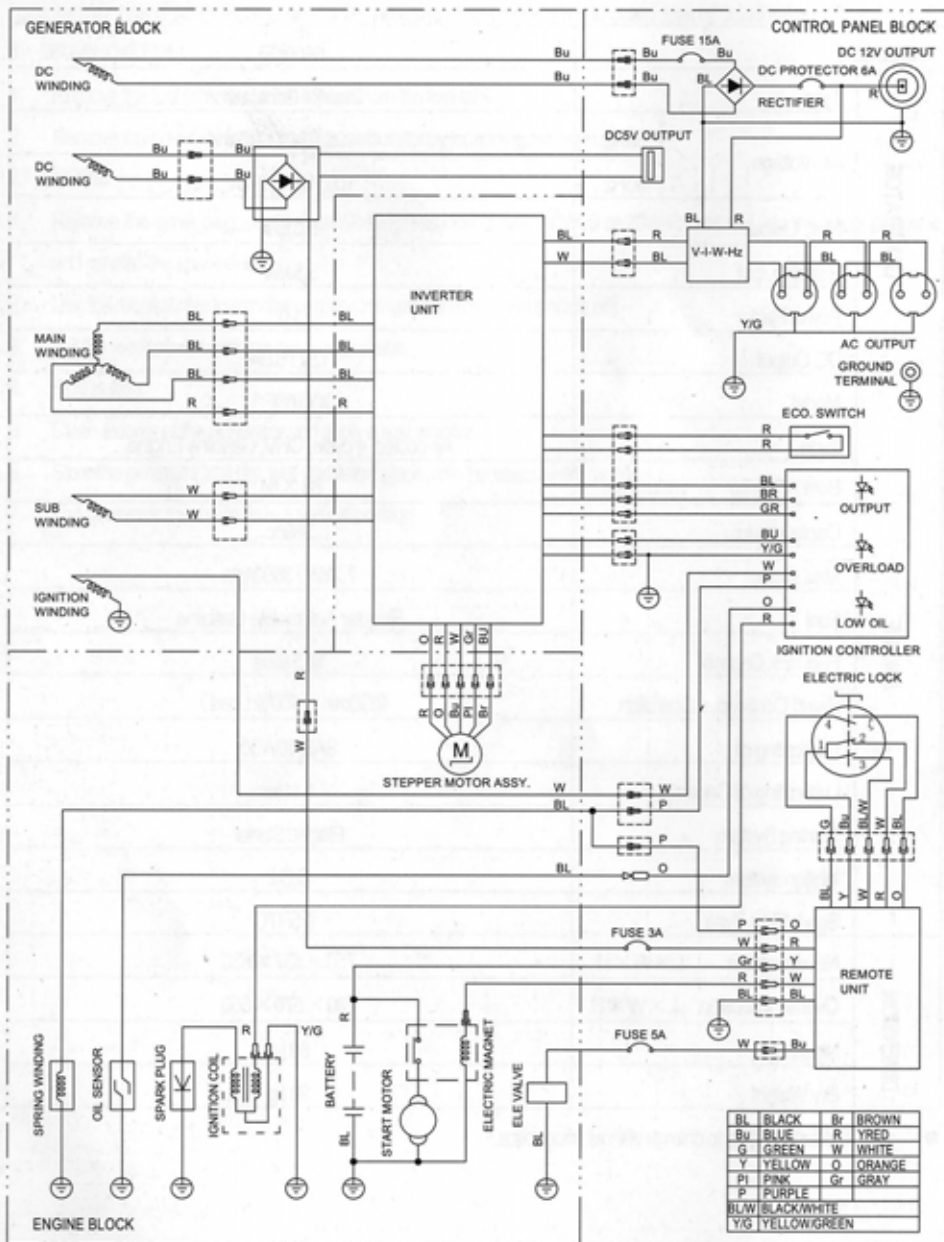 GENERATOR BLOCK
CONTROL PANEL BLOCK
DC WINDING
Bu
Bu
Bu
Bu
FUSE 15A
Bu
BL
DC 12V OUTPUT
DC PROTECTOR 6A
RECTIFIER
R
DC WINDING
Bu
Bu
Bu
Bu
DC5V OUTPUT
BL
R
BL
W
R
BL
V-I-W-Hz
R
BL
R
BL
Y/G
AC OUTPUT
GROUND TERMINAL
INVERTER UNIT
MAIN WINDING
BL
BL
BL
BL
BL
BL
R
R
ECO. SWITCH
R
R
SUB WINDING
W
W
BL
BR
GR
BU
Y/G
W
P
O
R
OUTPUT
OVERLOAD
LOW OIL
IGNITION CONTROLLER
IGNITION WINDING
O
R
W
Gr
BU
R
W
R
O
Bu
PI
Br
M
STEPPER MOTOR ASSY.
ELECTRIC LOCK
4
C
1
2
3
G
Bu
BL/W
W
BL
BL
Y
W
R
O
W
W
BL
P
P
BL
O
FUSE 3A
P
O
W
R
Gr
Y
R
W
BL
BL
REMOTE UNIT
FUSE 5A
W
Bu
SPRING WINDING
OIL SENSOR
SPARK PLUG
R
Y/G
IGNITION COIL
R
BATTERY
BL
START MOTOR
ELECTRIC MAGNET
ELE VALVE
BL
BL BLACK Br BROWN
Bu BLUE R YRED
G GREEN W WHITE
Y YELLOW O ORANGE
PI PINK Gr GRAY
P PURPLE
BL/W BLACK/WHITE
Y/G YELLOW/GREEN
ENGINE BLOCK